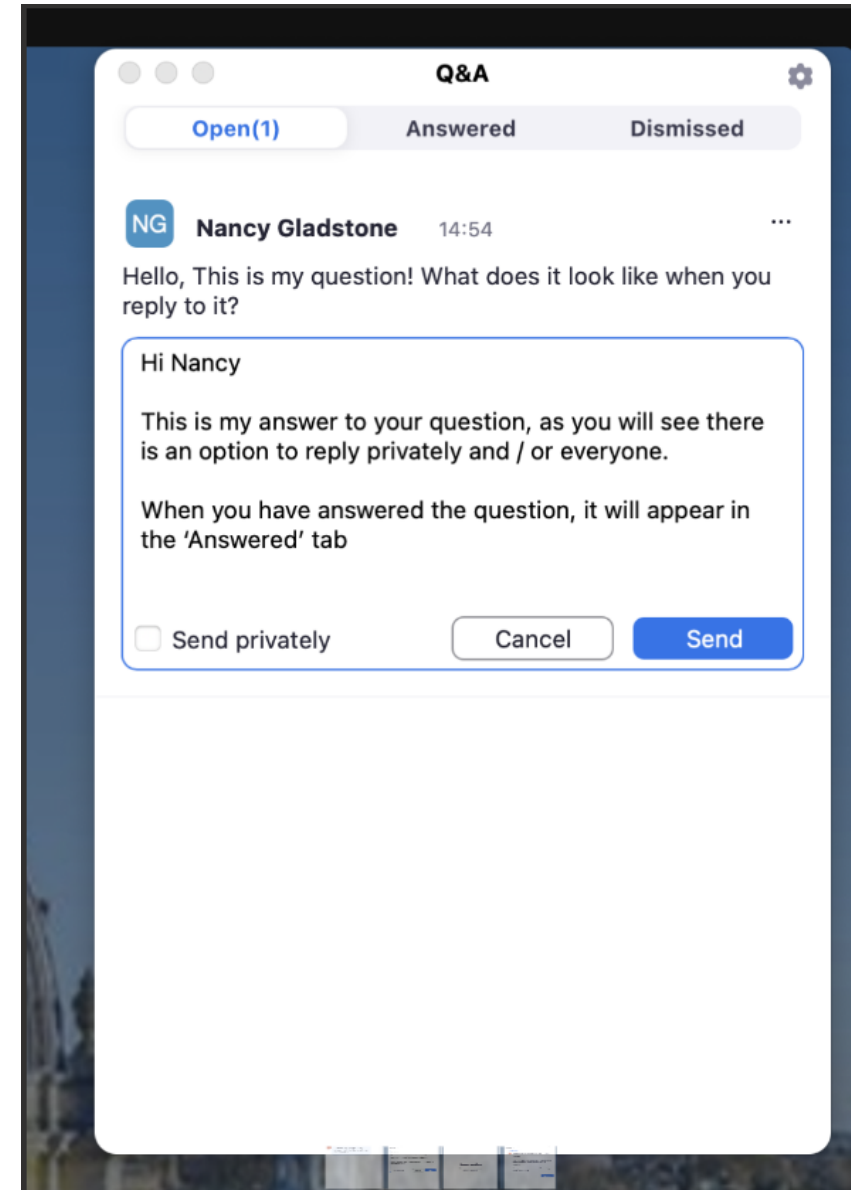 Q&A
Open(1) Answered Dismissed
NG Nancy Gladstone 14:54 ...
Hello, This is my question! What does it look like when you
reply to it?
Hi Nancy
This is my answer to your question, as you will see there
is an option to reply privately and / or everyone.
When you have answered the question, it will appear in
the ‘Answered’ tab
Send privately Cancel Send